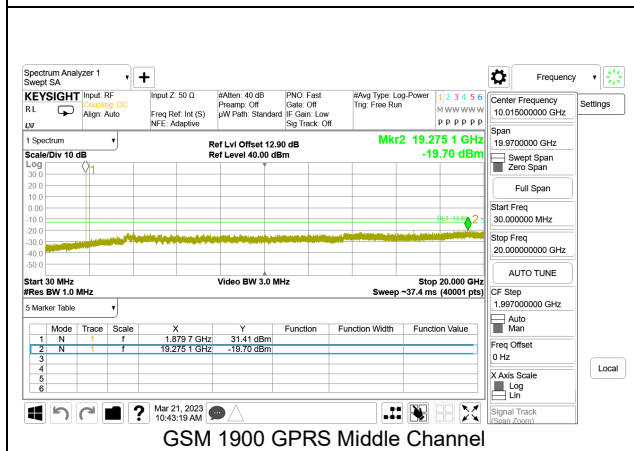 Spectrum Analyzer 1
Swept SA
+
Frequency
KEYSIGHT
RL
Input: RF
Coupling: DC
Align: Auto
Input Z: 50 Ω
Freq Ref: Int (S)
NFE: Adaptive
#Atten: 40 dB
Preamp: Off
µW Path: Standard
PNO: Fast
Gate: Off
IF Gain: Low
Sig Track: Off
#Avg Type: Log-Power
Trig: Free Run
1 2 3 4 5 6
M W W W W W
P P P P P P
Center Frequency
10.015000000 GHz
Settings
Span
19.9700000 GHz
Swept Span
Zero Span
Full Span
Start Freq
30.000000 MHz
Stop Freq
20.00000000 GHz
AUTO TUNE
CF Step
1.997000000 GHz
Auto
Man
Freq Offset
0 Hz
X Axis Scale
Log
Lin
Local
Signal Track
(Span Zoom)
1 Spectrum
Scale/Div 10 dB
Ref Lvl Offset 12.90 dB
Ref Level 40.00 dBm
Mkr2 19.275 1 GHz
-19.70 dBm
Log
30.0
20.0
10.0
0.00
-10.0
-20.0
-30.0
-40.0
-50.0
1
2
Start 30 MHz
#Res BW 1.0 MHz
Video BW 3.0 MHz
Stop 20.000 GHz
Sweep ~37.4 ms (40001 pts)
5 Marker Table
Mode Trace Scale X Y Function Function Width Function Value
1 N 1 f 1.879 7 GHz 31.41 dBm
2 N 1 f 19.275 1 GHz -19.70 dBm
3
4
5
6
?
Mar 21, 2023
10:43:19 AM
GSM 1900 GPRS Middle Channel